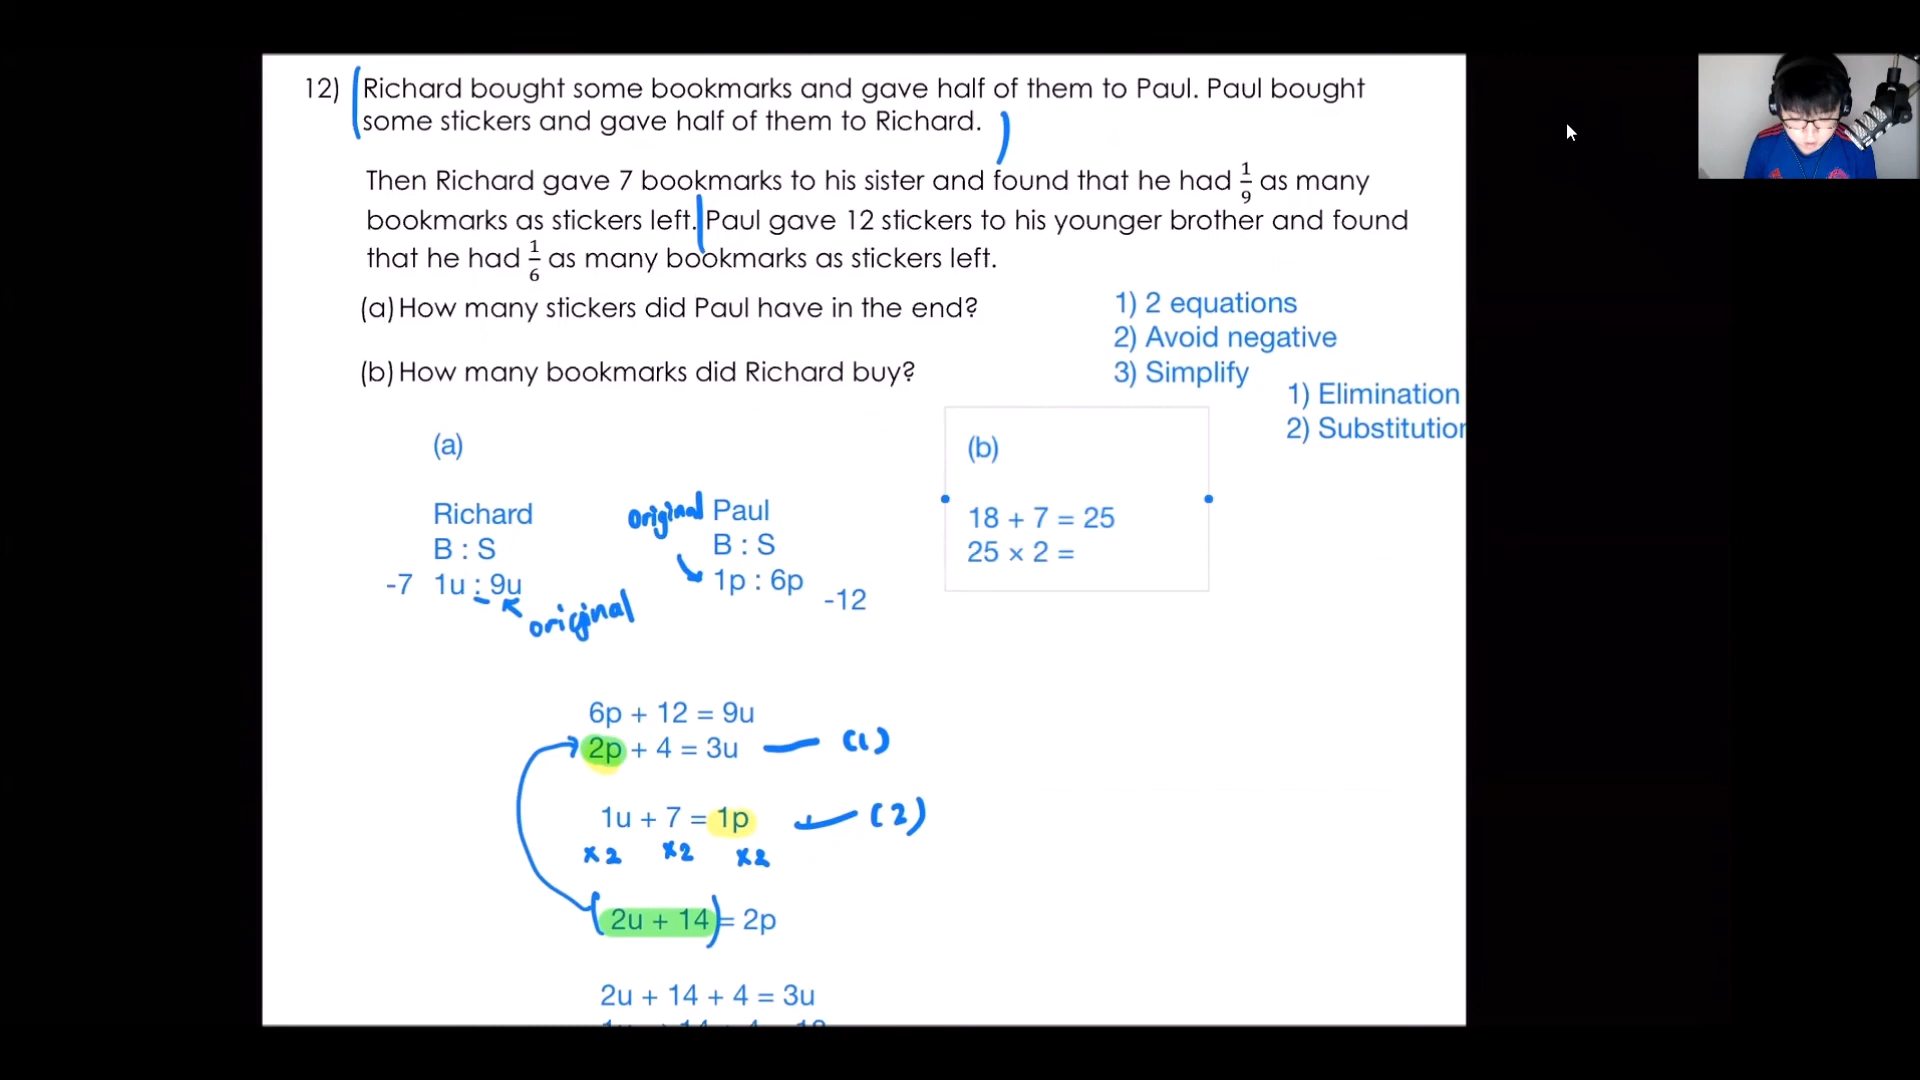 12) Richard bought some bookmarks and gave half of them to Paul. Paul bought
some stickers and gave half of them to Richard.
Then Richard gave 7 bookmarks to his sister and found that he had 1/9 as many
bookmarks as stickers left. Paul gave 12 stickers to his younger brother and found
that he had 1/6 as many bookmarks as stickers left.
(a) How many stickers did Paul have in the end?
(b) How many bookmarks did Richard buy?
1) 2 equations
2) Avoid negative
3) Simplify
1) Elimination
2) Substitution
(a)
Richard
B : S
-7 1u : 9u
original
original Paul
B : S
1p : 6p
-12
(b)
18 + 7 = 25
25 × 2 =
6p + 12 = 9u
2p + 4 = 3u (1)
1u + 7 = 1p (2)
×2 ×2 ×2
(2u + 14) = 2p
2u + 14 + 4 = 3u